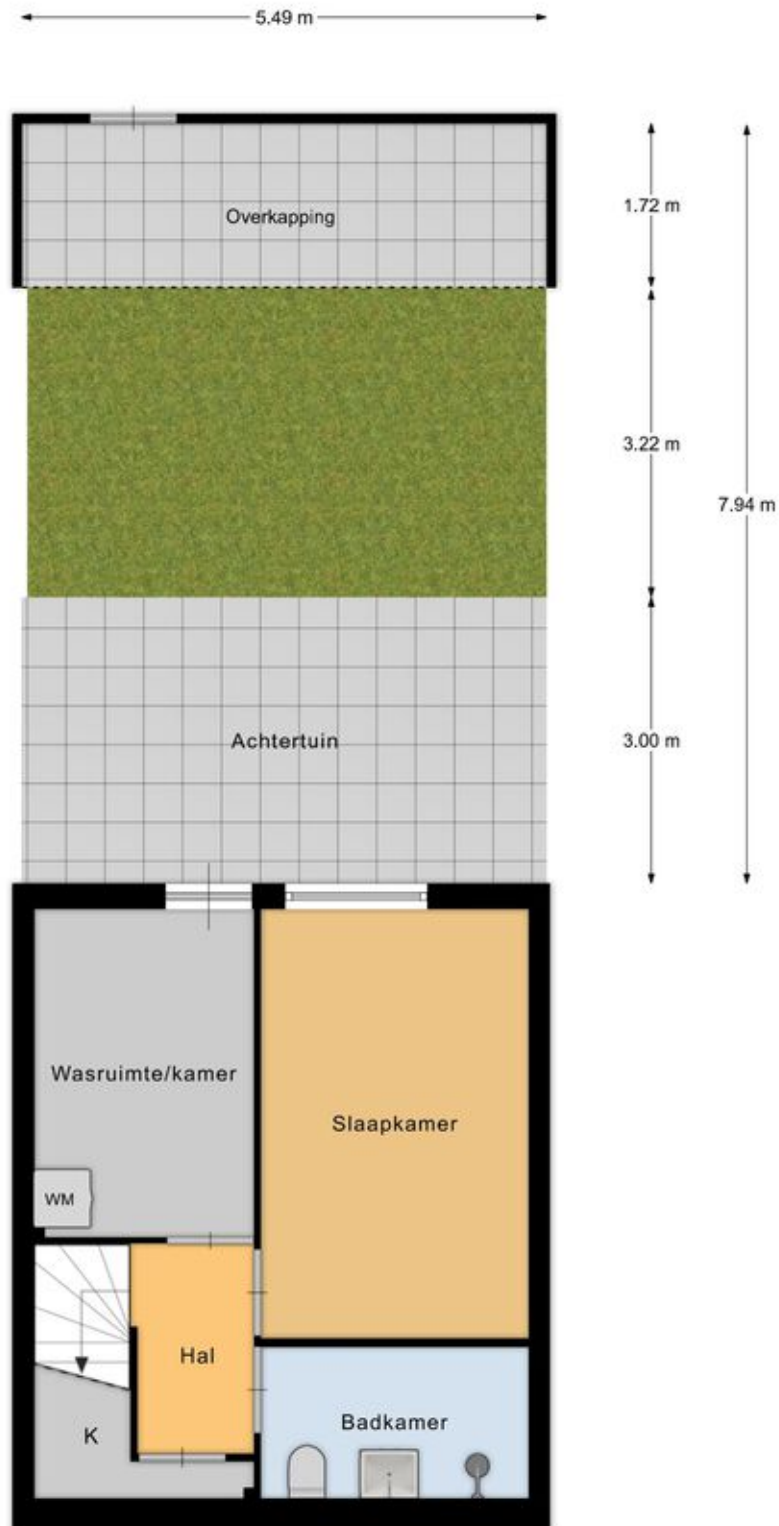 5.49 m
Overkapping
1.72 m
3.22 m
7.94 m
Achtertuin
3.00 m
Wasruimte/kamer
Slaapkamer
WM
Hal
K
Badkamer